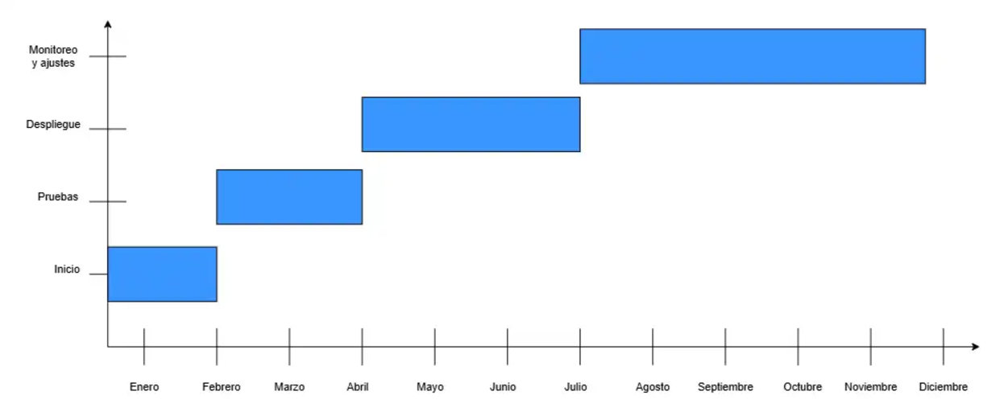 Monitoreo
y ajustes
Despliegue
Pruebas
Inicio
Enero Febrero Marzo Abril Mayo Junio Julio Agosto Septiembre Octubre Noviembre Diciembre